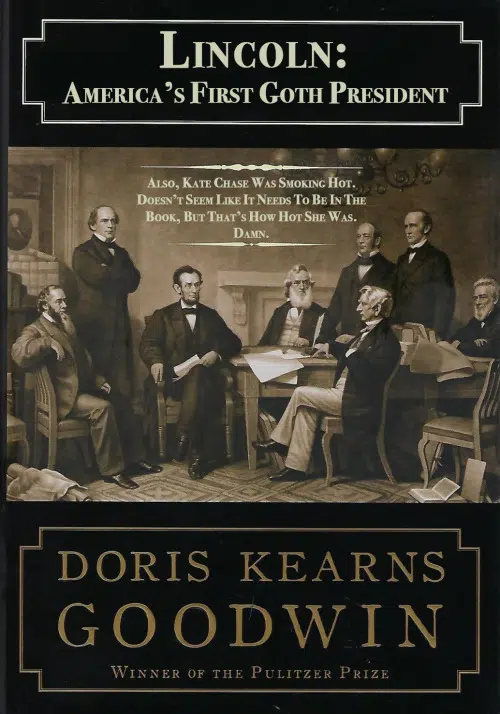 Lincoln:
America's First Goth President
Also, Kate Chase Was Smoking Hot.
Doesn't Seem Like It Needs To Be In The
Book, But That's How Hot She Was.
Damn.
DORIS KEARNS
GOODWIN
Winner of the Pulitzer Prize